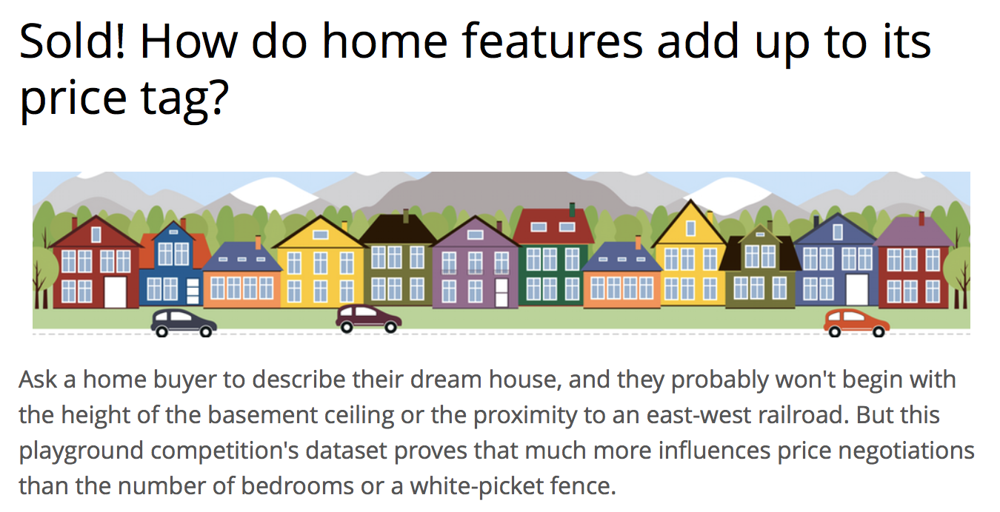 Sold! How do home features add up to its
price tag?
Ask a home buyer to describe their dream house, and they probably won't begin with
the height of the basement ceiling or the proximity to an east-west railroad. But this
playground competition's dataset proves that much more influences price negotiations
than the number of bedrooms or a white-picket fence.